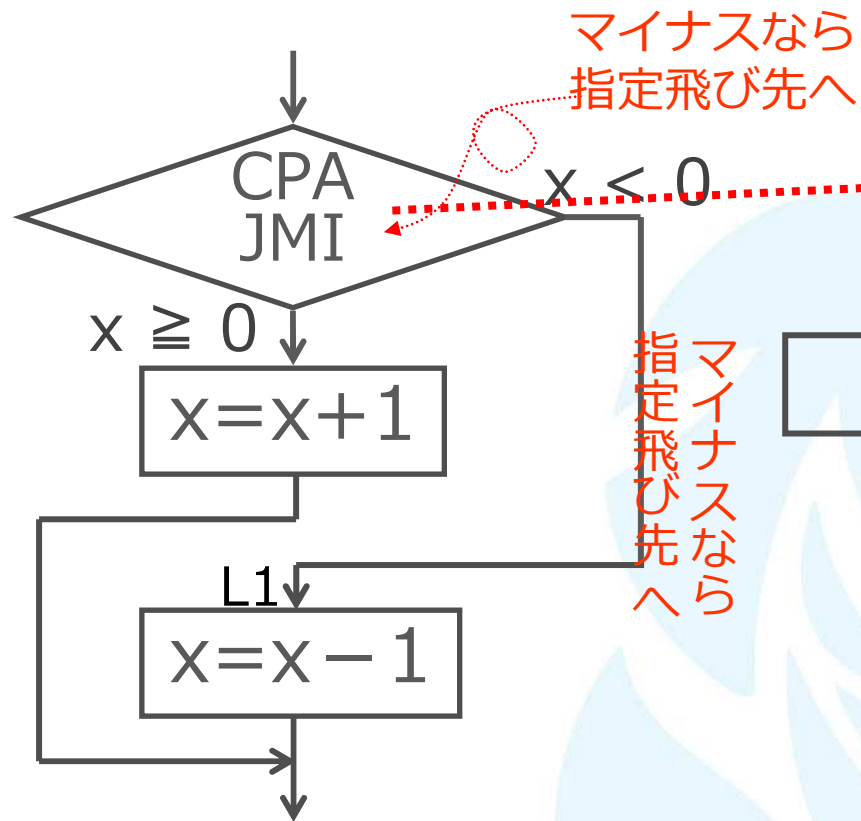 マイナスなら
指定飛び先へ
CPA
JMI
x < 0
x ≧ 0
x=x+1
マイナスなら
指定飛び先へ
L1
x=x－1